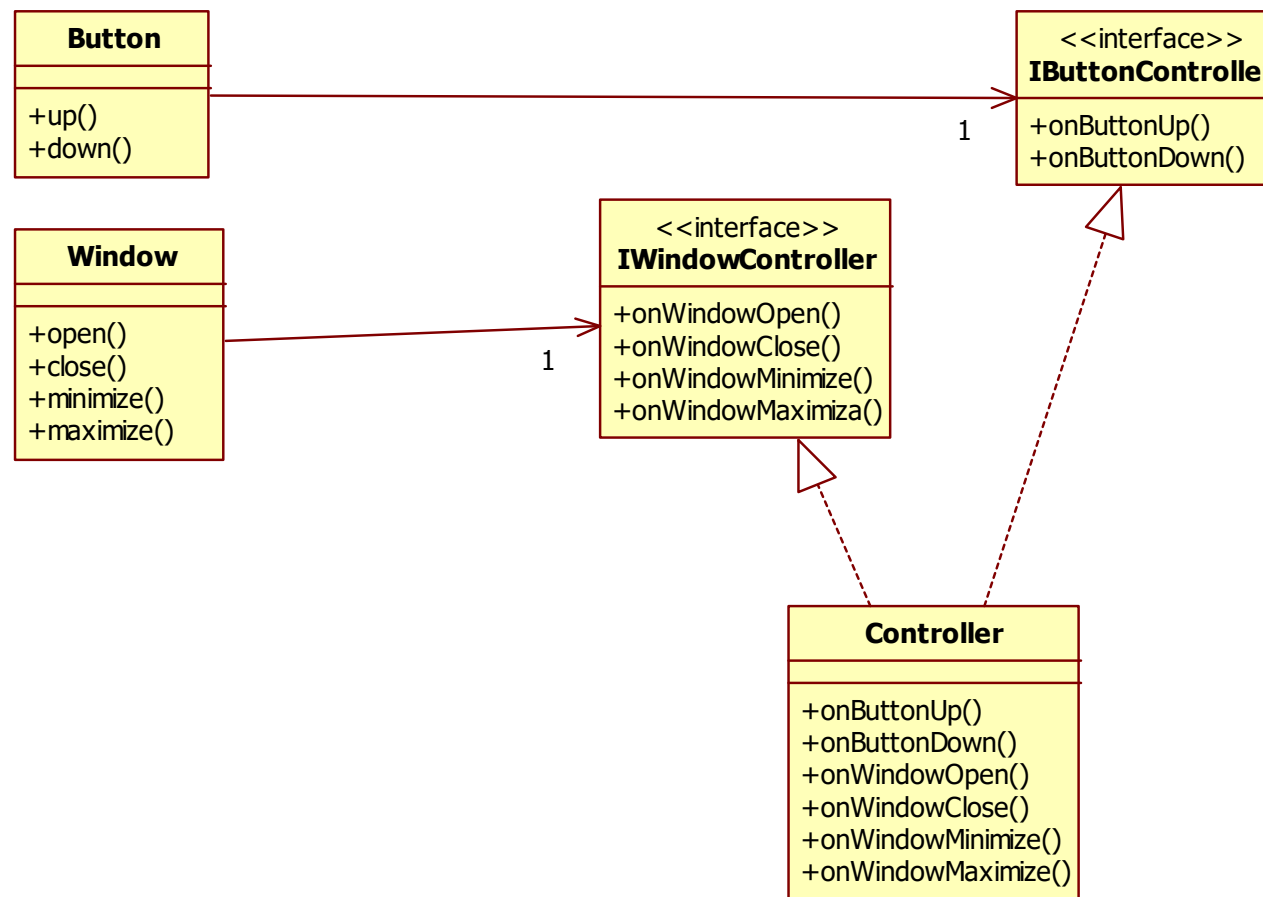 Button
+up()
+down()
<<interface>>
IButtonControlle
1
+onButtonUp()
+onButtonDown()
Window
+open()
+close()
+minimize()
+maximize()
<<interface>>
IWindowController
1
+onWindowOpen()
+onWindowClose()
+onWindowMinimize()
+onWindowMaximiza()
Controller
+onButtonUp()
+onButtonDown()
+onWindowOpen()
+onWindowClose()
+onWindowMinimize()
+onWindowMaximize()